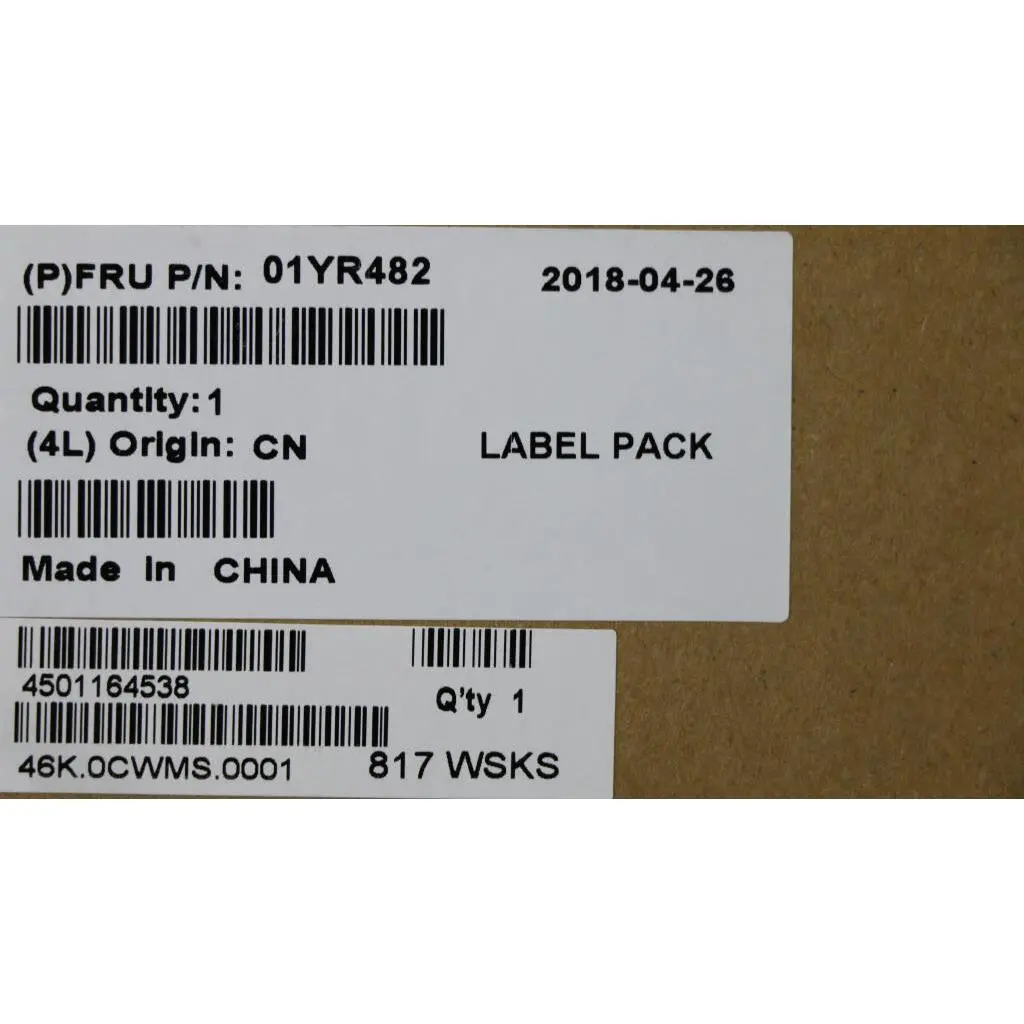 (P)FRU P/N: 01YR482 2018-04-26
Quantity: 1
(4L) Origin: CN LABEL PACK
Made in CHINA
4501164538 Q'ty 1
46K.0CWMS.0001 817 WSKS